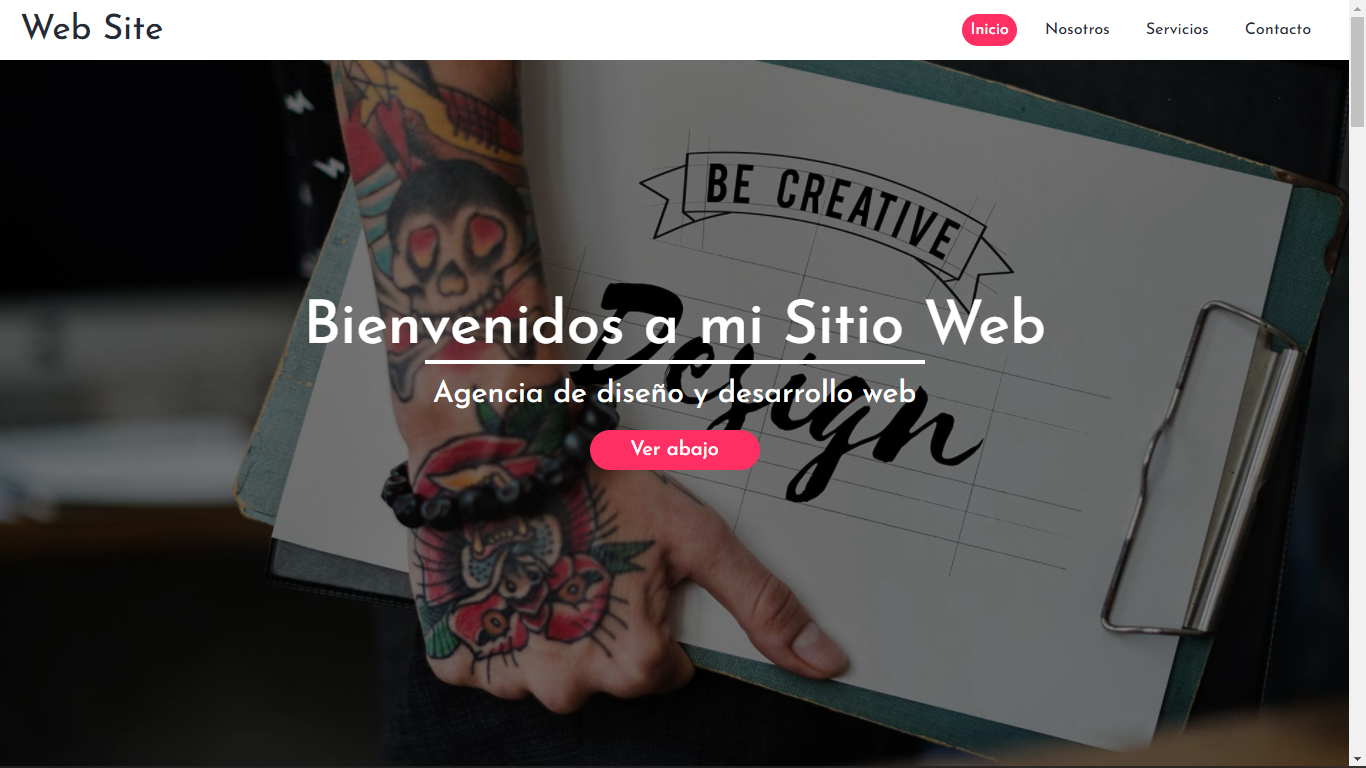 Web Site
Inicio
Nosotros
Servicios
Contacto
BE CREATIVE
Design
Bienvenidos a mi Sitio Web
Agencia de diseño y desarrollo web
Ver abajo